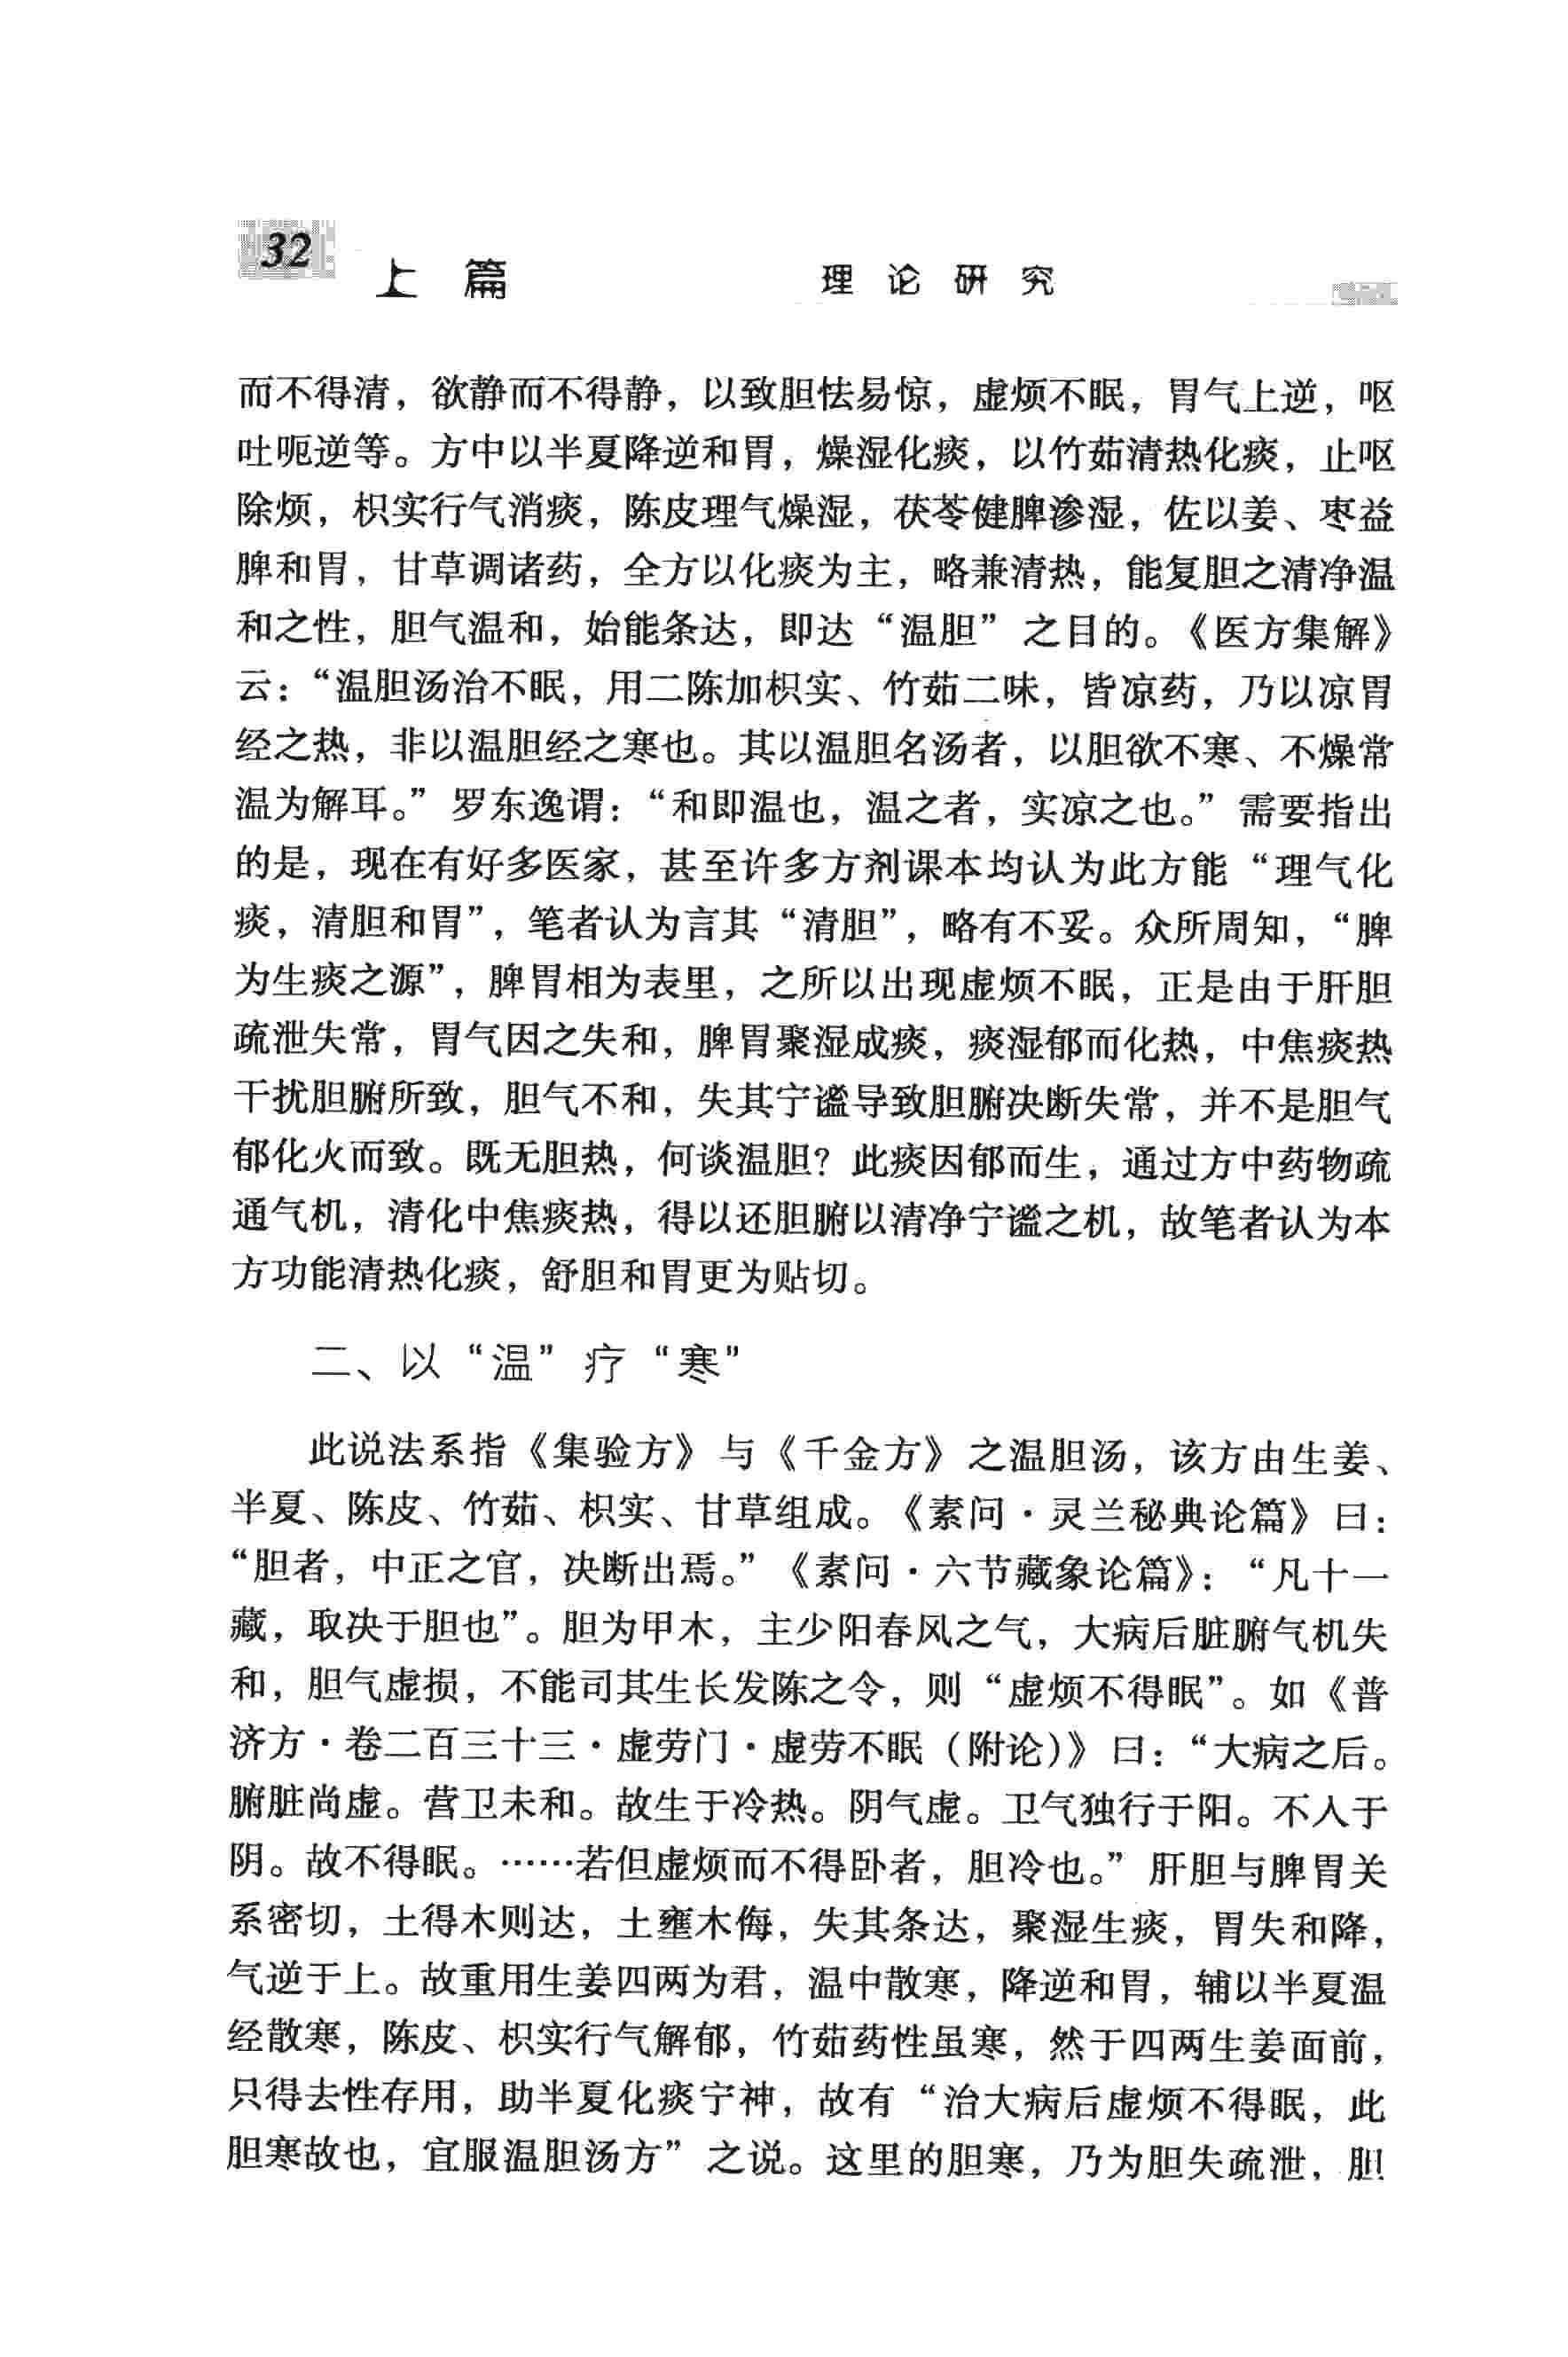 32
上 篇 理 论 研 究
而不得清，欲静而不得静，以致胆怯易惊，虚烦不眠，胃气上逆，呕
吐呃逆等。方中以半夏降逆和胃，燥湿化痰，以竹茹清热化痰，止呕
除烦，枳实行气消痰，陈皮理气燥湿，茯苓健脾渗湿，佐以姜、枣益
脾和胃，甘草调诸药，全方以化痰为主，略兼清热，能复胆之清净温
和之性，胆气温和，始能条达，即达“温胆”之目的。《医方集解》
云：“温胆汤治不眠，用二陈加枳实、竹茹二味，皆凉药，乃以凉胃
经之热，非以温胆经之寒也。其以温胆名汤者，以胆欲不寒、不燥常
温为解耳。”罗东逸谓：“和即温也，温之者，实凉之也。”需要指出
的是，现在有好多医家，甚至许多方剂课本均认为此方能“理气化
痰，清胆和胃”，笔者认为言其“清胆”，略有不妥。众所周知，“脾
为生痰之源”，脾胃相为表里，之所以出现虚烦不眠，正是由于肝胆
疏泄失常，胃气因之失和，脾胃聚湿成痰，痰湿郁而化热，中焦痰热
干扰胆腑所致，胆气不和，失其宁谧导致胆腑决断失常，并不是胆气
郁化火而致。既无胆热，何谈温胆？此痰因郁而生，通过方中药物疏
通气机，清化中焦痰热，得以还胆腑以清净宁谧之机，故笔者认为本
方功能清热化痰，舒胆和胃更为贴切。
二、以“温”疗“寒”
此说法系指《集验方》与《千金方》之温胆汤，该方由生姜、
半夏、陈皮、竹茹、枳实、甘草组成。《素问·灵兰秘典论篇》曰：
“胆者，中正之官，决断出焉。”《素问·六节藏象论篇》：“凡十一
藏，取决于胆也”。胆为甲木，主少阳春风之气，大病后脏腑气机失
和，胆气虚损，不能司其生长发陈之令，则“虚烦不得眠”。如《普
济方·卷二百三十三·虚劳门·虚劳不眠（附论）》曰：“大病之后。
腑脏尚虚。营卫未和。故生于冷热。阴气虚。卫气独行于阳。不入于
阴。故不得眠。……若但虚烦而不得卧者，胆冷也。”肝胆与脾胃关
系密切，土得木则达，土壅木侮，失其条达，聚湿生痰，胃失和降，
气逆于上。故重用生姜四两为君，温中散寒，降逆和胃，辅以半夏温
经散寒，陈皮、枳实行气解郁，竹茹药性虽寒，然于四两生姜面前，
只得去性存用，助半夏化痰宁神，故有“治大病后虚烦不得眠，此
胆寒故也，宜服温胆汤方”之说。这里的胆寒，乃为胆失疏泄，胆